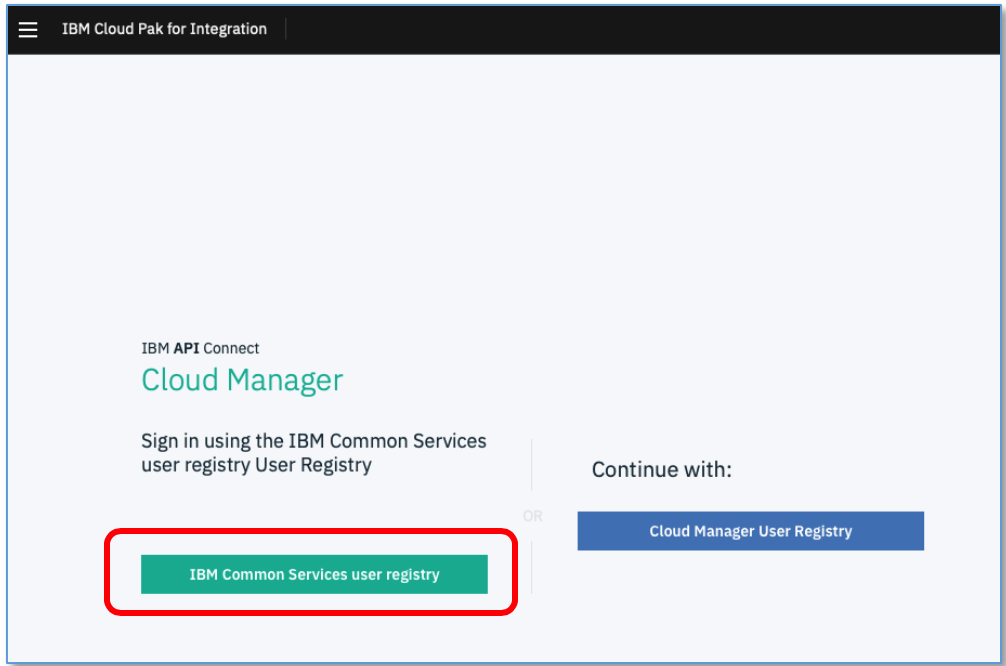 IBM Cloud Pak for Integration
IBM API Connect
Cloud Manager
Sign in using the IBM Common Services
user registry User Registry
IBM Common Services user registry
OR
Continue with:
Cloud Manager User Registry